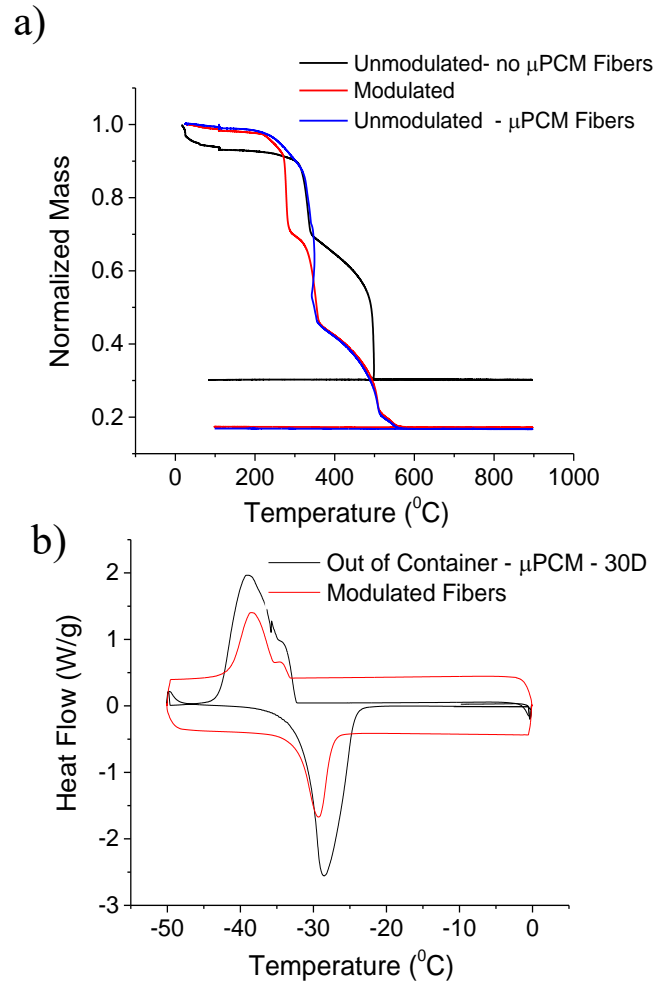 a)
Unmodulated- no μPCM Fibers
Modulated
Unmodulated - μPCM Fibers
1.0
0.8
0.6
0.4
0.2
Normalized Mass
0 200 400 600 800 1000
Temperature (⁰C)
b)
Out of Container - μPCM - 30D
Modulated Fibers
2
1
0
-1
-2
-3
Heat Flow (W/g)
-50 -40 -30 -20 -10 0
Temperature (⁰C)